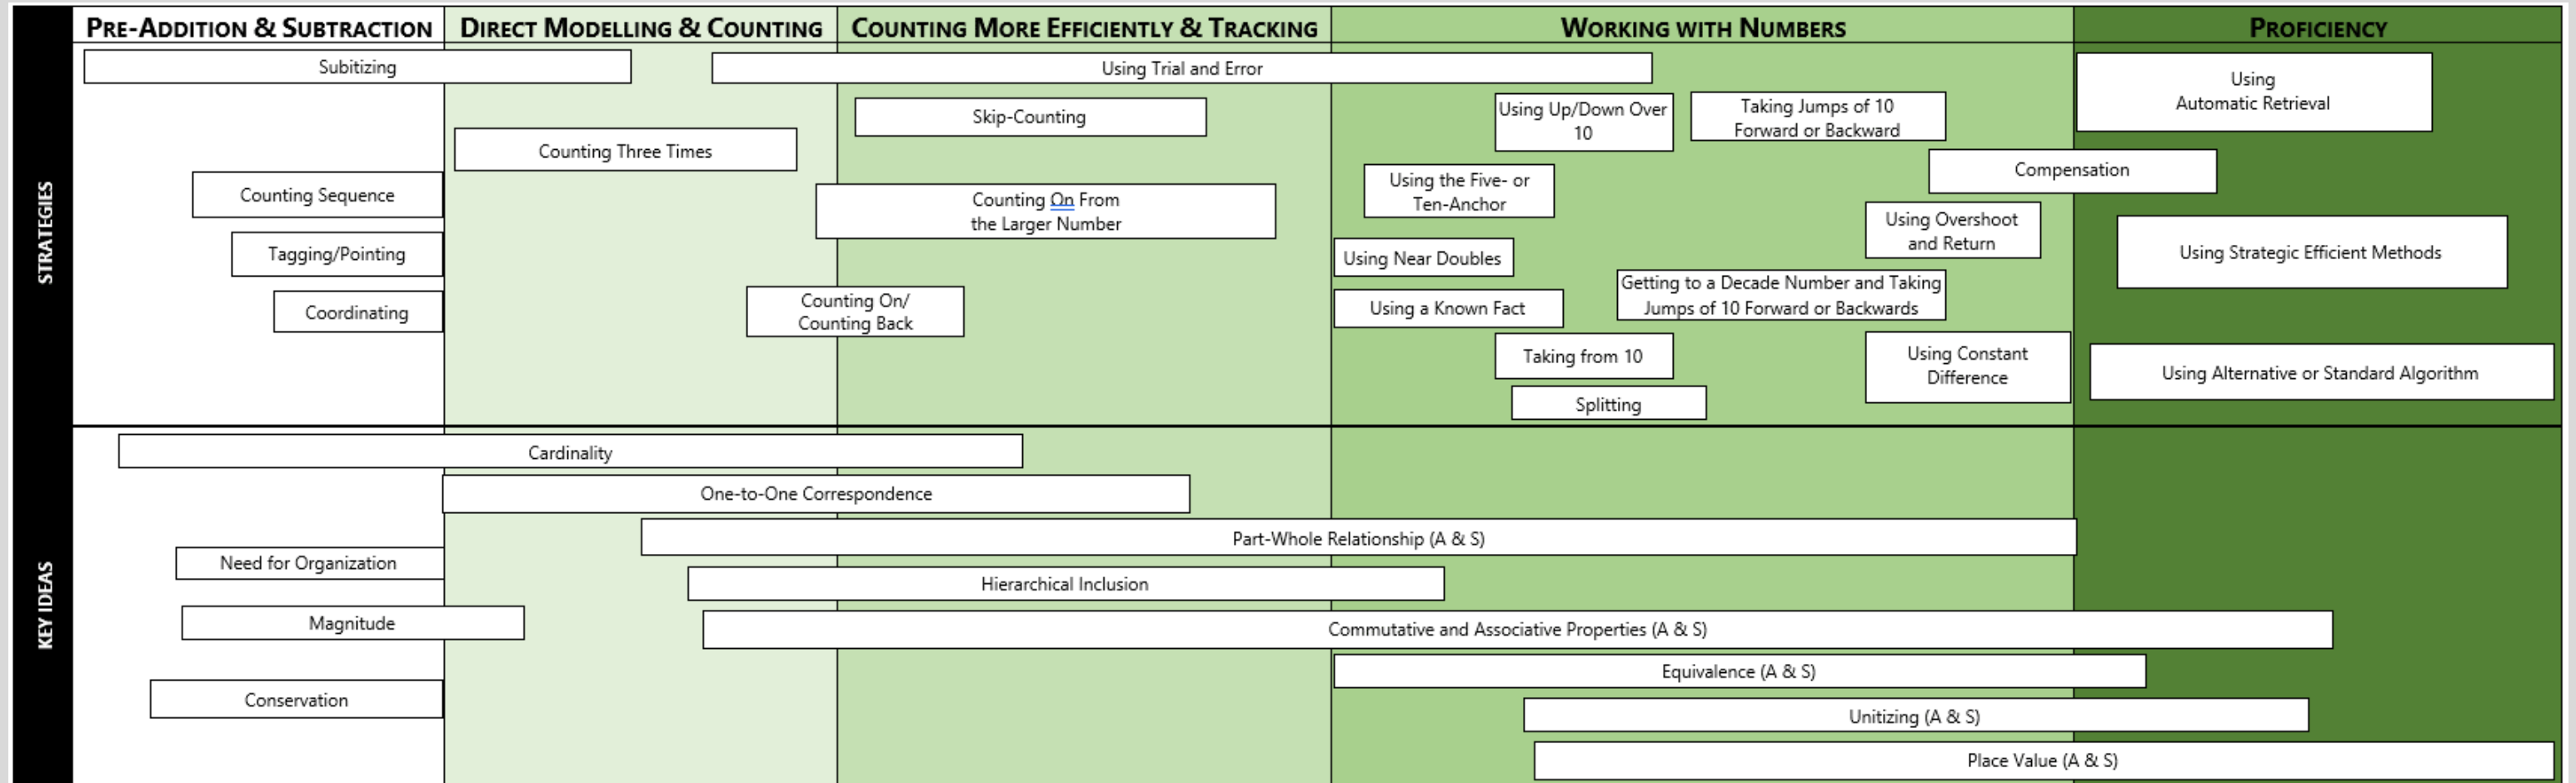 PRE-ADDITION & SUBTRACTION
DIRECT MODELLING & COUNTING
COUNTING MORE EFFICIENTLY & TRACKING
WORKING WITH NUMBERS
PROFICIENCY
STRATEGIES
Subitizing
Using Trial and Error
Using
Automatic Retrieval
Skip-Counting
Using Up/Down Over
10
Taking Jumps of 10
Forward or Backward
Counting Three Times
Compensation
Counting Sequence
Counting On From
the Larger Number
Using the Five- or
Ten-Anchor
Using Overshoot
and Return
Using Strategic Efficient Methods
Tagging/Pointing
Using Near Doubles
Getting to a Decade Number and Taking
Jumps of 10 Forward or Backwards
Coordinating
Counting On/
Counting Back
Using a Known Fact
Taking from 10
Using Constant
Difference
Using Alternative or Standard Algorithm
Splitting
KEY IDEAS
Cardinality
One-to-One Correspondence
Part-Whole Relationship (A & S)
Need for Organization
Hierarchical Inclusion
Magnitude
Commutative and Associative Properties (A & S)
Equivalence (A & S)
Conservation
Unitizing (A & S)
Place Value (A & S)